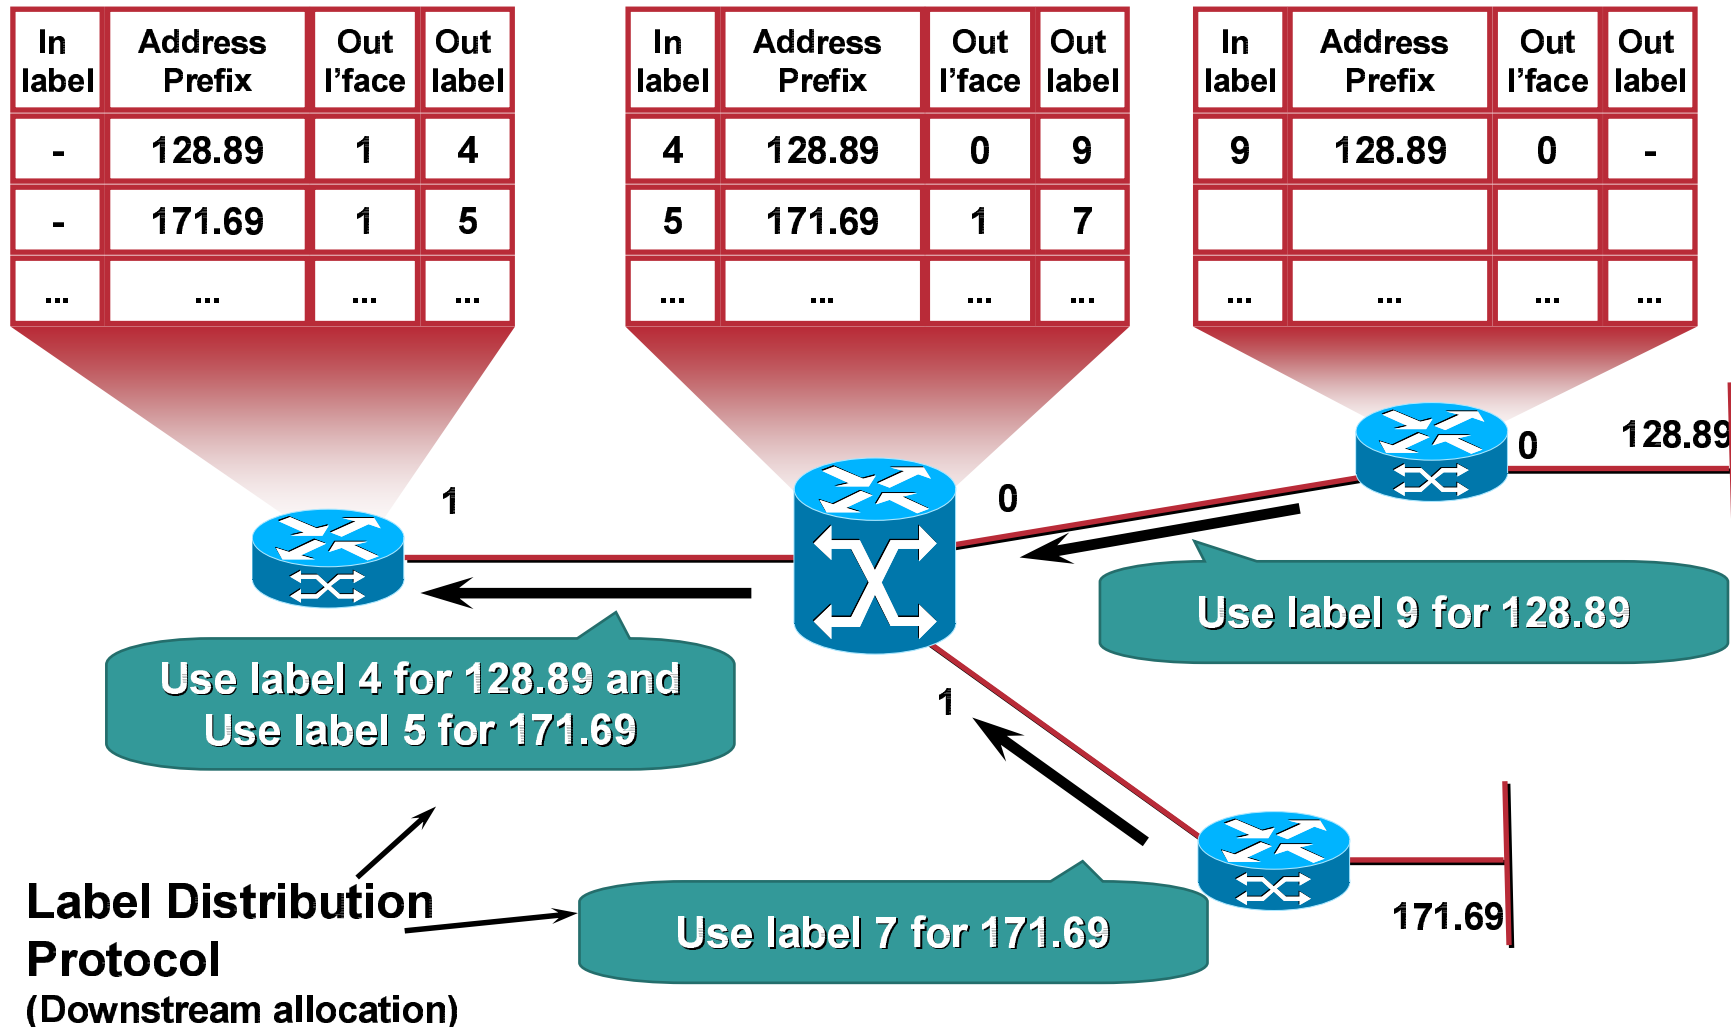 In label Address Prefix Out I'face Out label
- 128.89 1 4
- 171.69 1 5
... ... ... ...
In label Address Prefix Out I'face Out label
4 128.89 0 9
5 171.69 1 7
... ... ... ...
In label Address Prefix Out I'face Out label
9 128.89 0 -
... ... ... ...
0
128.89
1
0
Use label 9 for 128.89
Use label 4 for 128.89 and
Use label 5 for 171.69
1
Label Distribution
Protocol
(Downstream allocation)
Use label 7 for 171.69
171.69